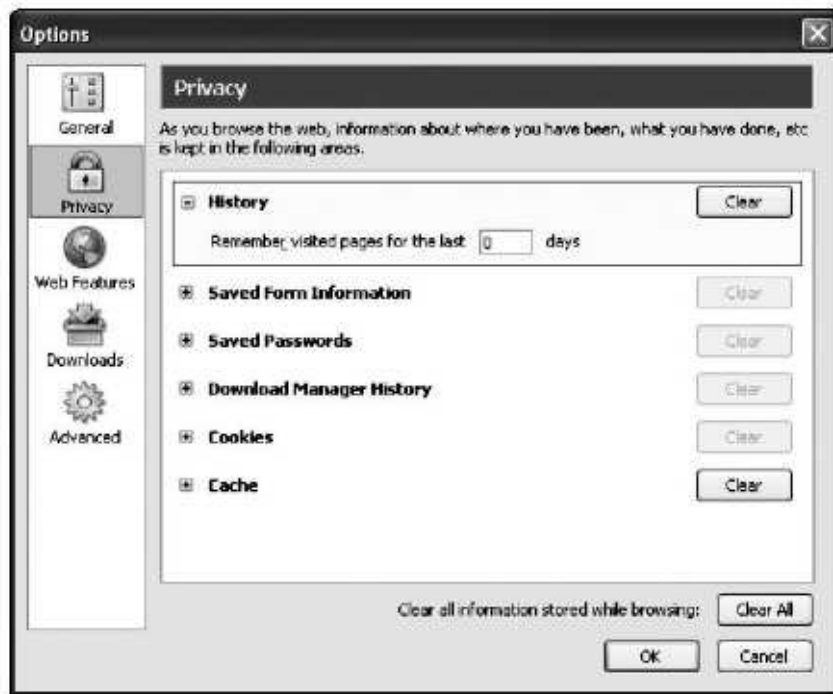 Options
General
Privacy
Web Features
Downloads
Advanced
Privacy
As you browse the web, information about where you have been, what you have done, etc
is kept in the following areas.
History Clear
Remember visited pages for the last 0 days
Saved Form Information Clear
Saved Passwords Clear
Download Manager History Clear
Cookies Clear
Cache Clear
Clear all information stored while browsing: Clear All
OK Cancel